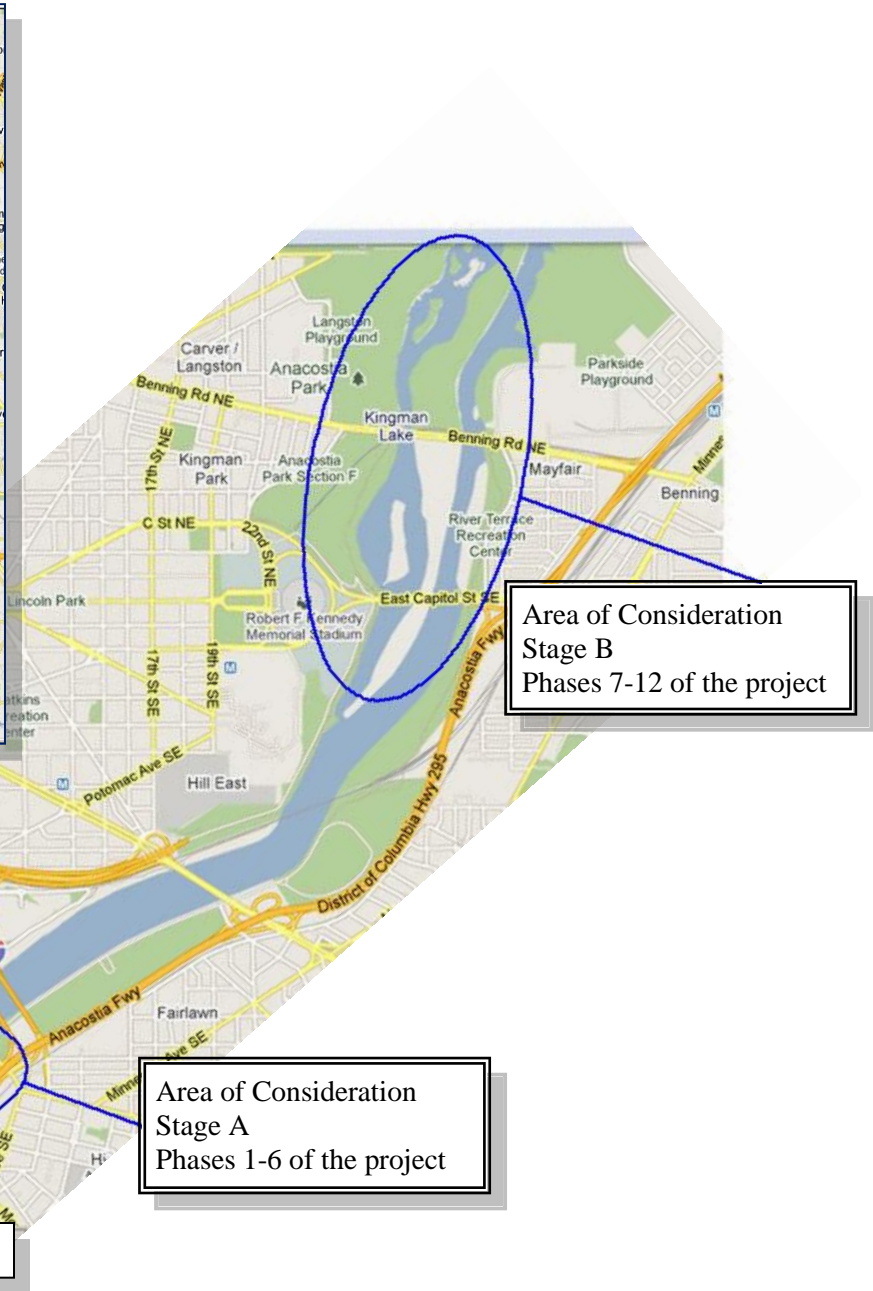 Langston
Playground
Carver /
Langston
Anacostia
Park
Parkside
Playground
Benning Rd NE
Kingman
Lake
Benning Rd NE
17th St NE
Kingman
Park
Anacostia
Park Section F
Mayfair
Benning
C St NE
22nd St NE
River Terrace
Recreation
Center
Lincoln Park
East Capitol St SE
Robert F Kennedy
Memorial Stadium
Area of Consideration
Stage B
Phases 7-12 of the project
17th St SE
19th St SE
Anacostia Fwy
Potomac Ave SE
Hill East
District of Columbia Hwy 295
Anacostia Fwy
Fairlawn
Ave SE
Area of Consideration
Stage A
Phases 1-6 of the project
SE